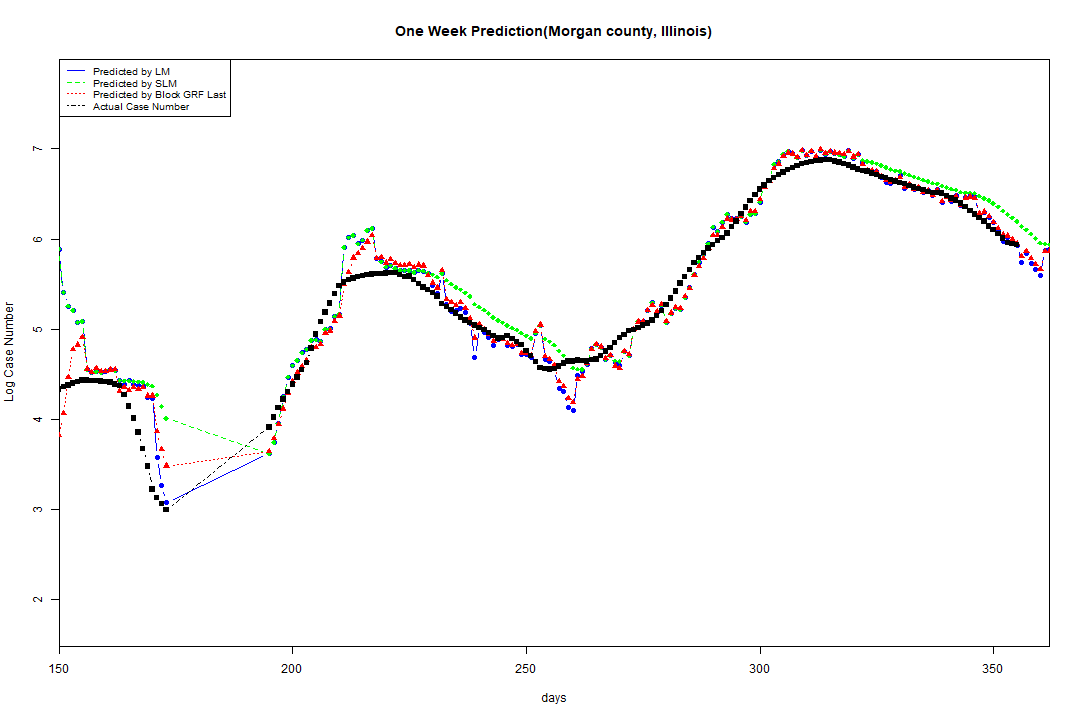 One Week Prediction(Morgan county, Illinois)
Predicted by LM
Predicted by SLM
Predicted by Block GRF Last
Actual Case Number
Log Case Number
7
6
5
4
3
2
150 200 250 300 350
days